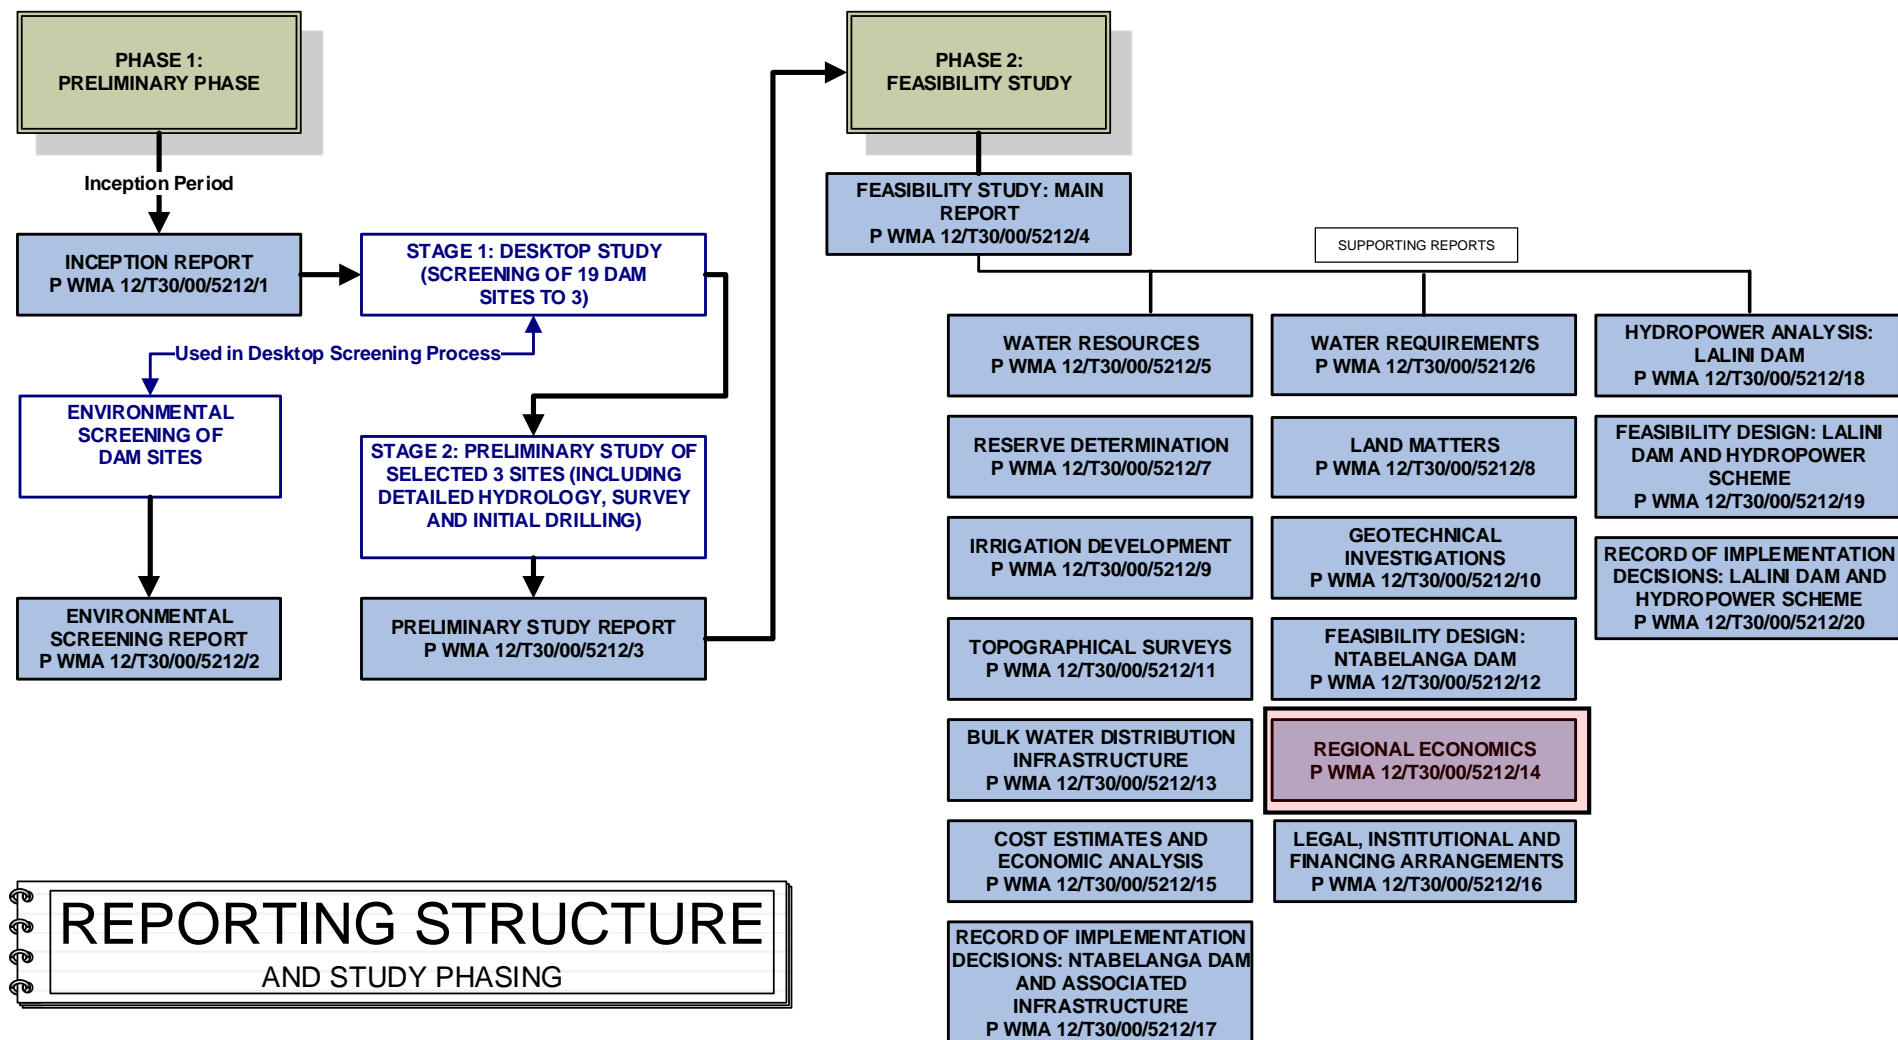 PHASE 1:
PRELIMINARY PHASE
Inception Period
INCEPTION REPORT
P WMA 12/T30/00/5212/1
STAGE 1: DESKTOP STUDY
(SCREENING OF 19 DAM
SITES TO 3)
Used in Desktop Screening Process
ENVIRONMENTAL
SCREENING OF
DAM SITES
STAGE 2: PRELIMINARY STUDY OF
SELECTED 3 SITES (INCLUDING
DETAILED HYDROLOGY, SURVEY
AND INITIAL DRILLING)
ENVIRONMENTAL
SCREENING REPORT
P WMA 12/T30/00/5212/2
PRELIMINARY STUDY REPORT
P WMA 12/T30/00/5212/3
PHASE 2:
FEASIBILITY STUDY
FEASIBILITY STUDY: MAIN
REPORT
P WMA 12/T30/00/5212/4
SUPPORTING REPORTS
WATER RESOURCES
P WMA 12/T30/00/5212/5
WATER REQUIREMENTS
P WMA 12/T30/00/5212/6
HYDROPOWER ANALYSIS:
LALINI DAM
P WMA 12/T30/00/5212/18
RESERVE DETERMINATION
P WMA 12/T30/00/5212/7
LAND MATTERS
P WMA 12/T30/00/5212/8
FEASIBILITY DESIGN: LALINI
DAM AND HYDROPOWER
SCHEME
P WMA 12/T30/00/5212/19
IRRIGATION DEVELOPMENT
P WMA 12/T30/00/5212/9
GEOTECHNICAL
INVESTIGATIONS
P WMA 12/T30/00/5212/10
RECORD OF IMPLEMENTATION
DECISIONS: LALINI DAM AND
HYDROPOWER SCHEME
P WMA 12/T30/00/5212/20
TOPOGRAPHICAL SURVEYS
P WMA 12/T30/00/5212/11
FEASIBILITY DESIGN:
NTABELANGA DAM
P WMA 12/T30/00/5212/12
BULK WATER DISTRIBUTION
INFRASTRUCTURE
P WMA 12/T30/00/5212/13
REGIONAL ECONOMICS
P WMA 12/T30/00/5212/14
COST ESTIMATES AND
ECONOMIC ANALYSIS
P WMA 12/T30/00/5212/15
LEGAL, INSTITUTIONAL AND
FINANCING ARRANGEMENTS
P WMA 12/T30/00/5212/16
RECORD OF IMPLEMENTATION
DECISIONS: NTABELANGA DAM
AND ASSOCIATED
INFRASTRUCTURE
P WMA 12/T30/00/5212/17
REPORTING STRUCTURE
AND STUDY PHASING